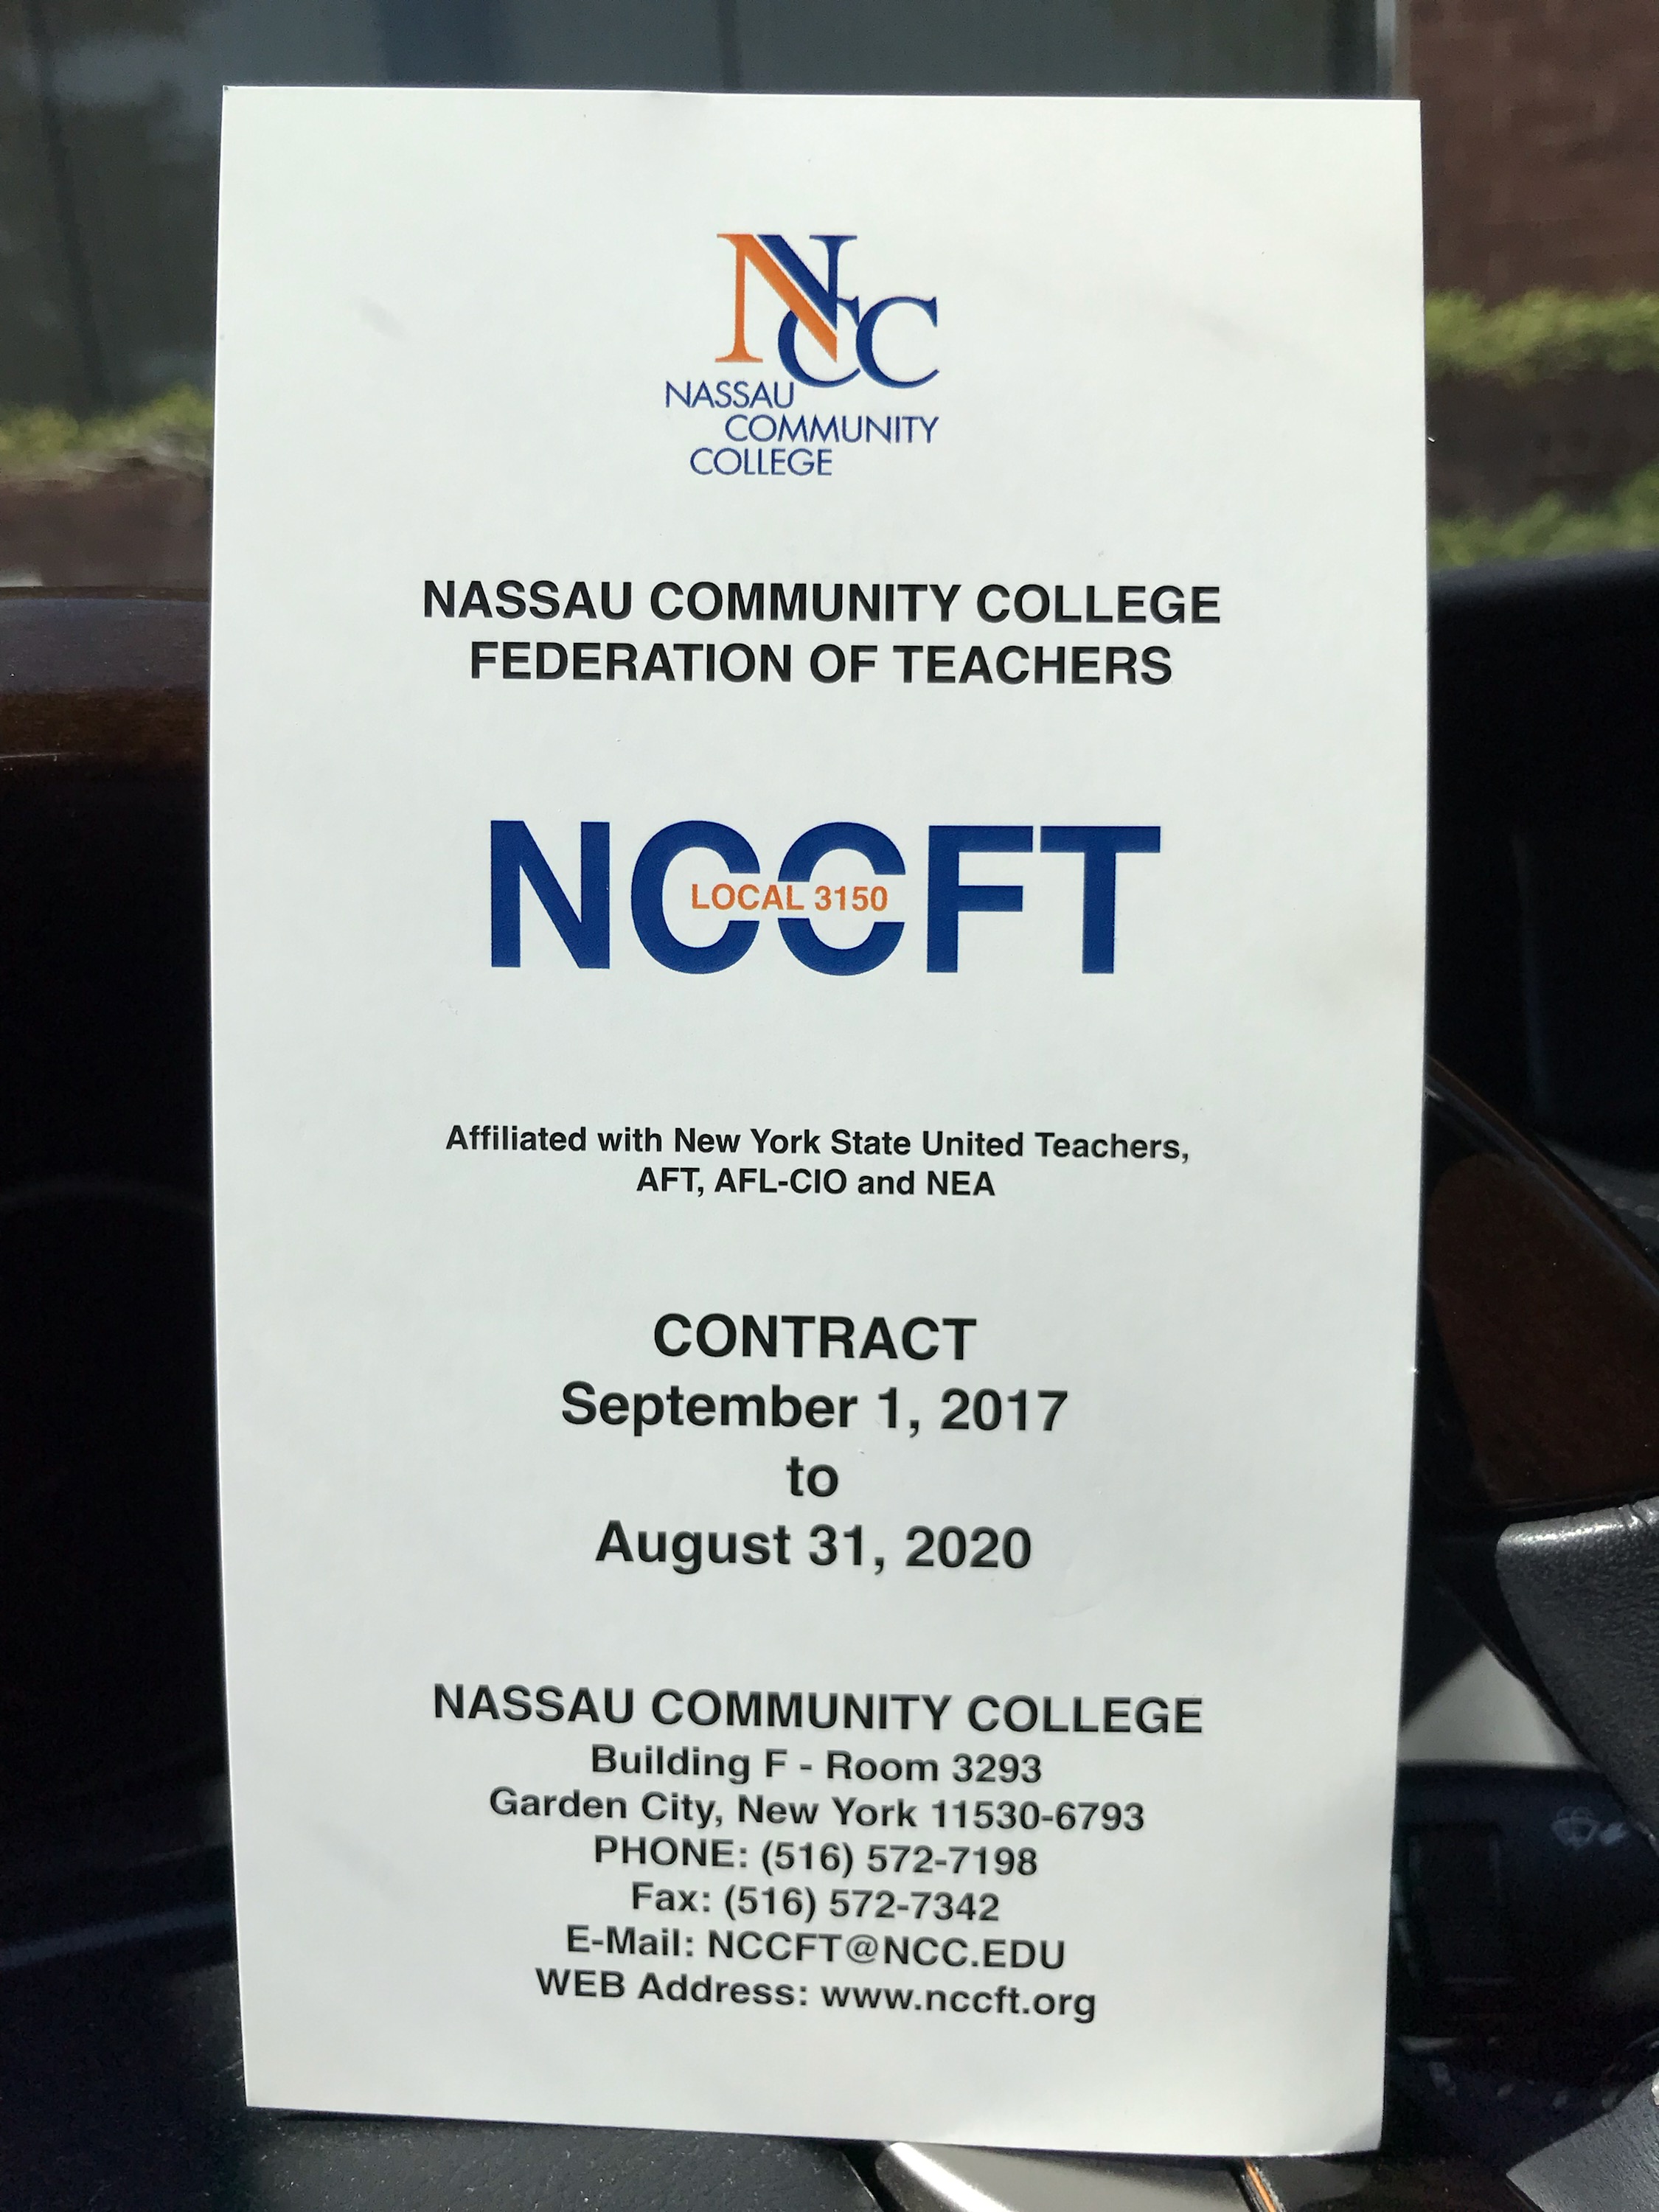 NCC
NASSAU
COMMUNITY
COLLEGE
NASSAU COMMUNITY COLLEGE
FEDERATION OF TEACHERS
NCCFT
LOCAL 3150
Affiliated with New York State United Teachers,
AFT, AFL-CIO and NEA
CONTRACT
September 1, 2017
to
August 31, 2020
NASSAU COMMUNITY COLLEGE
Building F - Room 3293
Garden City, New York 11530-6793
PHONE: (516) 572-7198
Fax: (516) 572-7342
E-Mail: NCCFT@NCC.EDU
WEB Address: www.nccft.org